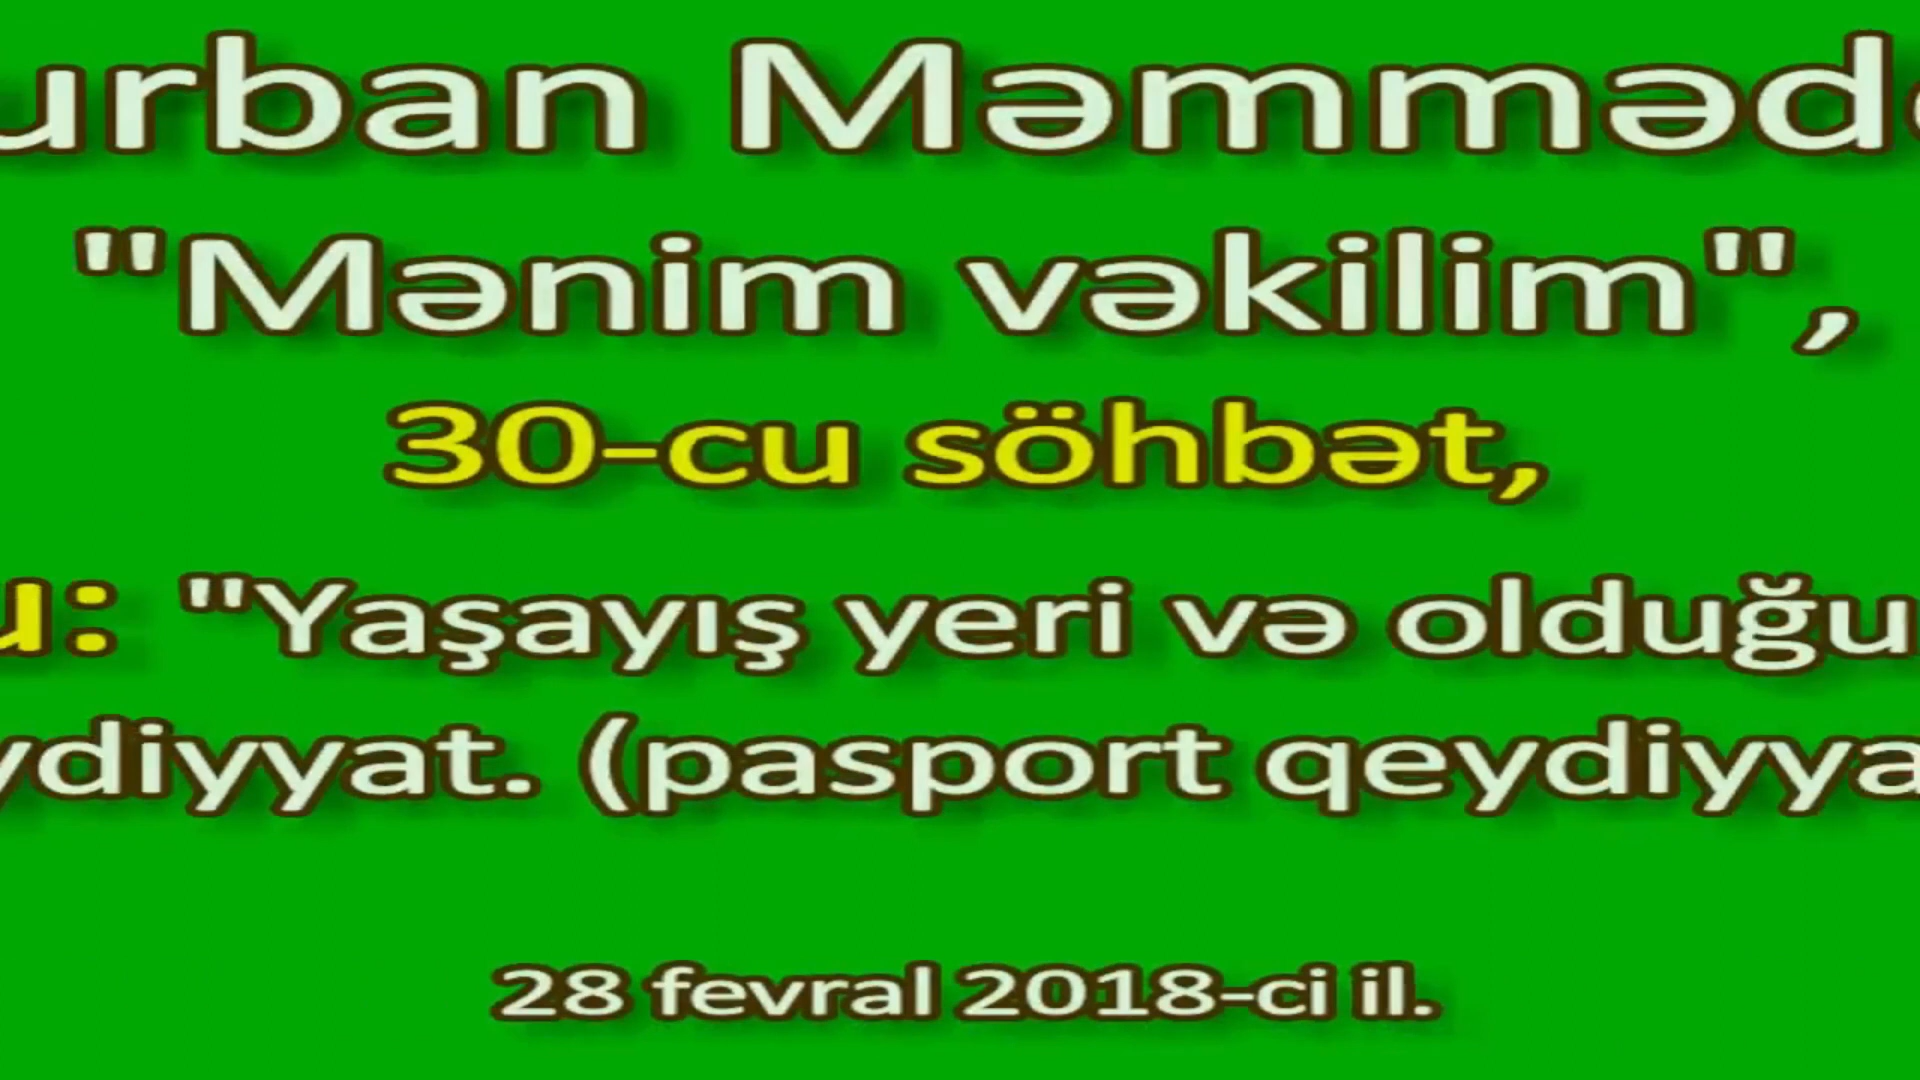 urban Məmməd
"Mənim vəkilim",
30-cu söhbət,
u: "Yaşayış yeri və olduğu
ydiyyat. (pasport qeydiyya
28 fevral 2018-ci il.